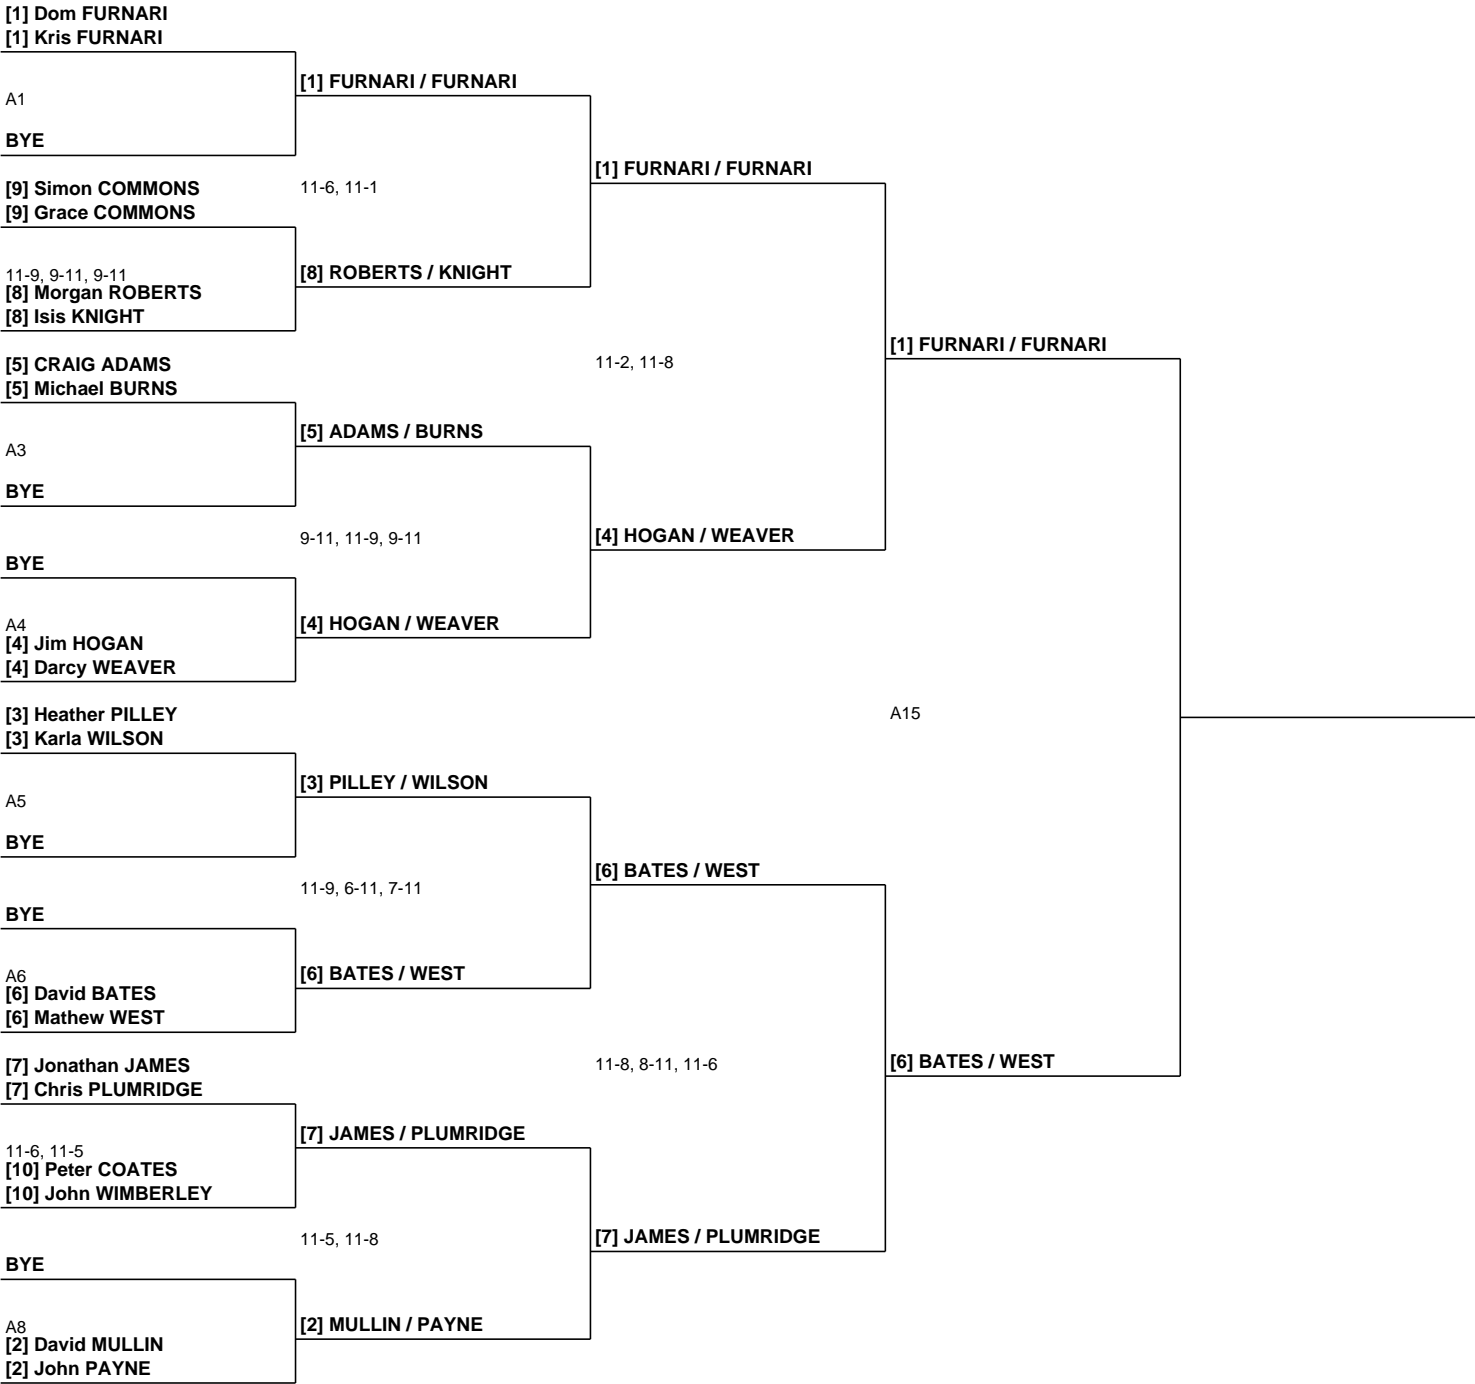 [1] Dom FURNARI
[1] Kris FURNARI
A1
BYE
[9] Simon COMMONS
[9] Grace COMMONS
11-9, 9-11, 9-11
[8] Morgan ROBERTS
[8] Isis KNIGHT
[5] CRAIG ADAMS
[5] Michael BURNS
A3
BYE
BYE
A4
[4] Jim HOGAN
[4] Darcy WEAVER
[3] Heather PILLEY
[3] Karla WILSON
A5
BYE
BYE
A6
[6] David BATES
[6] Mathew WEST
[7] Jonathan JAMES
[7] Chris PLUMRIDGE
11-6, 11-5
[10] Peter COATES
[10] John WIMBERLEY
BYE
A8
[2] David MULLIN
[2] John PAYNE
[1] FURNARI / FURNARI
11-6, 11-1
[8] ROBERTS / KNIGHT
[5] ADAMS / BURNS
9-11, 11-9, 9-11
[4] HOGAN / WEAVER
[3] PILLEY / WILSON
11-9, 6-11, 7-11
[6] BATES / WEST
[7] JAMES / PLUMRIDGE
11-5, 11-8
[2] MULLIN / PAYNE
[1] FURNARI / FURNARI
11-2, 11-8
[4] HOGAN / WEAVER
[6] BATES / WEST
11-8, 8-11, 11-6
[7] JAMES / PLUMRIDGE
[1] FURNARI / FURNARI
A15
[6] BATES / WEST